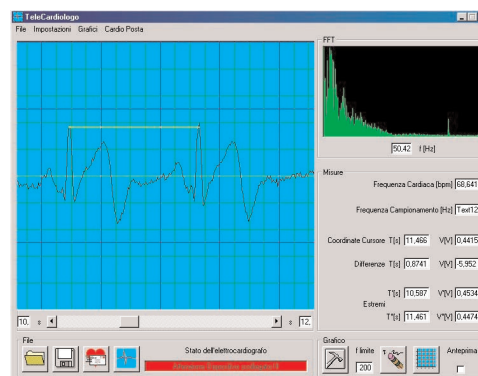 TeleCardiologo
File Impostazioni Grafici Cardio Posta
FFT
50,42 f [Hz]
Misure
Frequenza Cardiaca [bpm] 68,641
Frequenza Campionamento [Hz] Text12
Coordinate Cursore T[s] 11,466 V[V] 0,4415
Differenze T[s] 0,8741 V[V] -5,952
T'[s] 10,587 V'[V] 0,4534
Estremi
T''[s] 11,461 V''[V] 0,4474
10. s s 12.
File
Stato dell'elettrocardiografo
Grafico
f limite
200
Anteprima